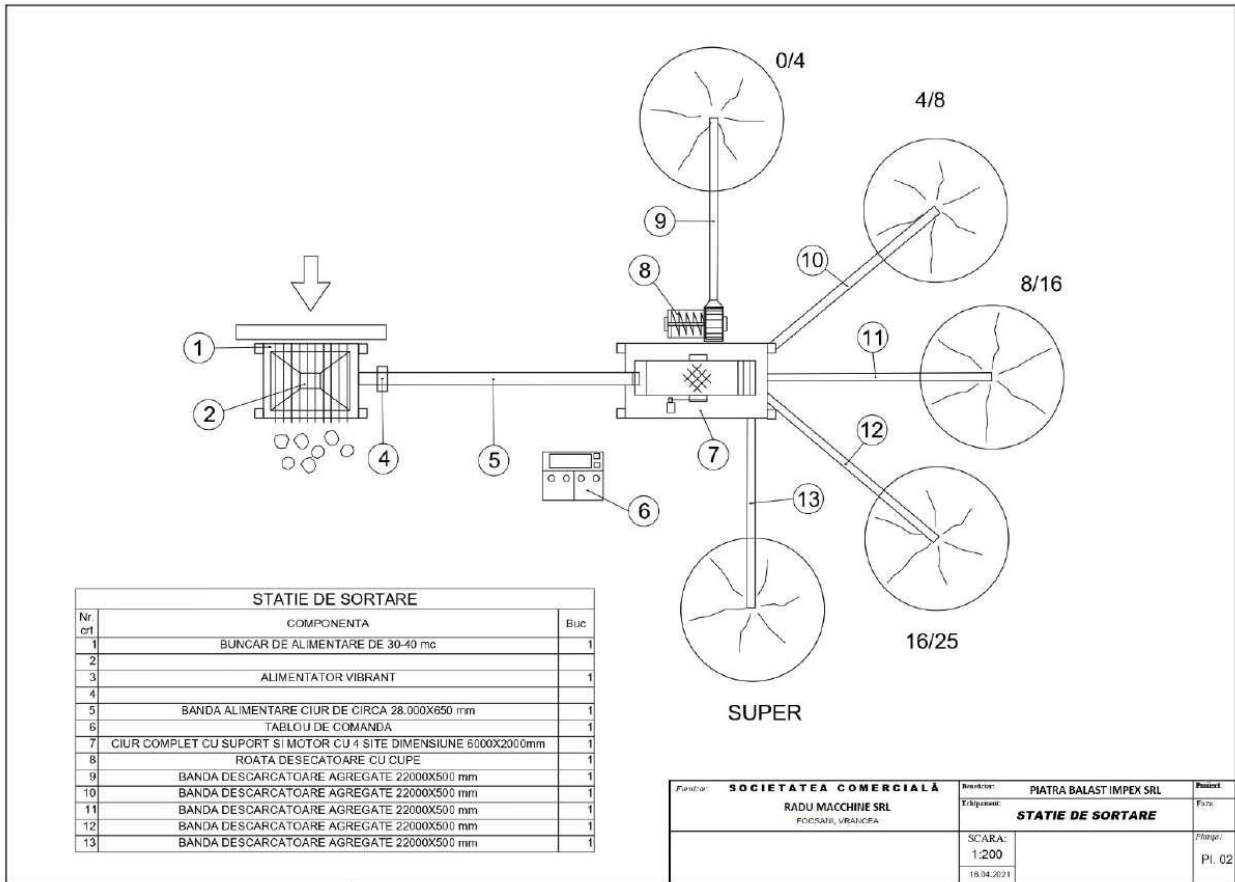 0/4
4/8
9
10
8
8/16
1
11
2
12
4
5
7
13
6
16/25
SUPER
STATIE DE SORTARE
Nr. crt COMPONENTA Buc
1 BUNCAR DE ALIMENTARE DE 30-40 mc 1
2
3 ALIMENTATOR VIBRANT 1
4
5 BANDA ALIMENTARE CIUR DE CIRCA 28.000X650 mm 1
6 TABLOU DE COMANDA 1
7 CIUR COMPLET CU SUPORT SI MOTOR CU 4 SITE DIMENSIUNE 6000X2000mm 1
8 ROATA DESECATOARE CU CUPE 1
9 BANDA DESCARCATOARE AGREGATE 22000X500 mm 1
10 BANDA DESCARCATOARE AGREGATE 22000X500 mm 1
11 BANDA DESCARCATOARE AGREGATE 22000X500 mm 1
12 BANDA DESCARCATOARE AGREGATE 22000X500 mm 1
13 BANDA DESCARCATOARE AGREGATE 22000X500 mm 1
Furnizor: SOCIETATEA COMERCIALĂ
RADU MACCHINE SRL
FOCSANI, VRANCEA
Beneficiar: PIATRA BALAST IMPEX SRL
Echipament: STATIE DE SORTARE
Proiect
Faza:
SCARA:
1:200
16.04.2021
Planşa:
Pl. 02